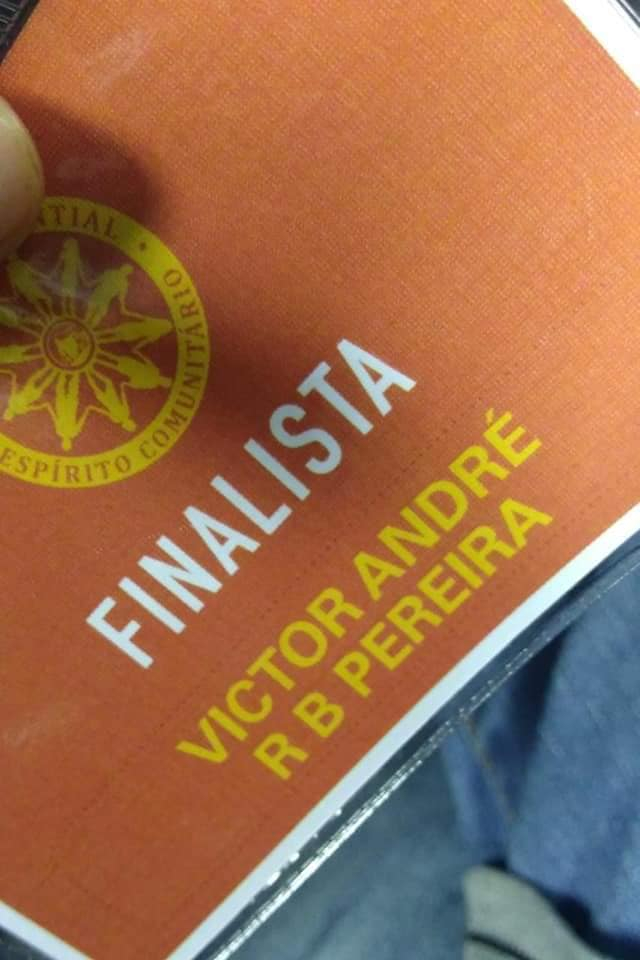 ESPÍRITO COMUNITÁRIO
FINALISTA
VICTOR ANDRÉ
R B PEREIRA